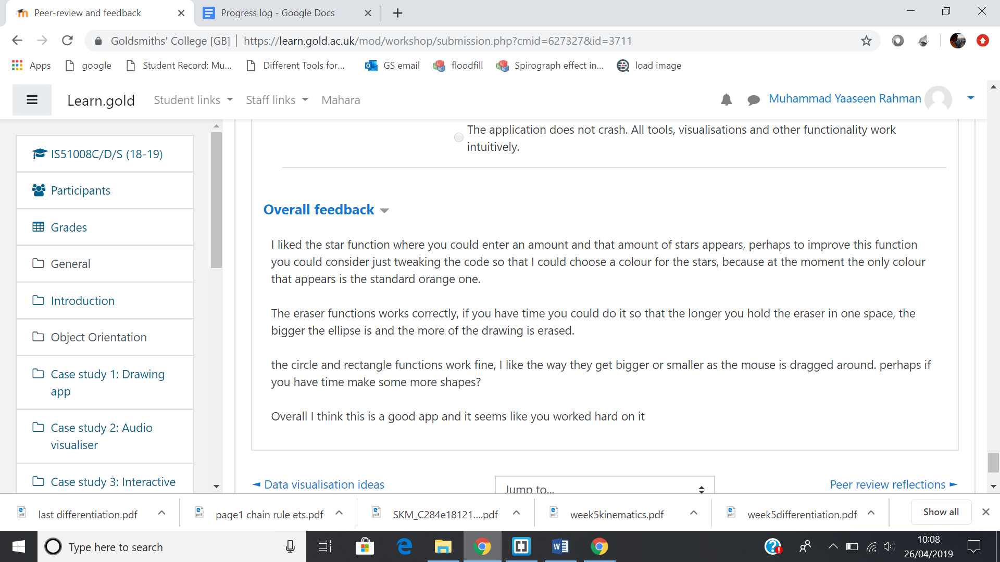 Peer-review and feedback
Progress log - Google Docs
Goldsmiths' College [GB] | https://learn.gold.ac.uk/mod/workshop/submission.php?cmid=627327&id=3711
Apps google Student Record: Mu... Different Tools for... GS email floodfill Spirograph effect in... load image
Learn.gold Student links Staff links Mahara Muhammad Yaaseen Rahman
IS51008C/D/S (18-19)
Participants
Grades
General
Introduction
Object Orientation
Case study 1: Drawing
app
Case study 2: Audio
visualiser
Case study 3: Interactive
The application does not crash. All tools, visualisations and other functionality work
intuitively.
Overall feedback
I liked the star function where you could enter an amount and that amount of stars appears, perhaps to improve this function
you could consider just tweaking the code so that I could choose a colour for the stars, because at the moment the only colour
that appears is the standard orange one.
The eraser functions works correctly, if you have time you could do it so that the longer you hold the eraser in one space, the
bigger the ellipse is and the more of the drawing is erased.
the circle and rectangle functions work fine, I like the way they get bigger or smaller as the mouse is dragged around. perhaps if
you have time make some more shapes?
Overall I think this is a good app and it seems like you worked hard on it
◄ Data visualisation ideas
Jump to...
Peer review reflections ►
last differentiation.pdf
page1 chain rule ets.pdf
SKM_C284e18121....pdf
week5kinematics.pdf
week5differentiation.pdf
Show all
Type here to search
10:08
26/04/2019